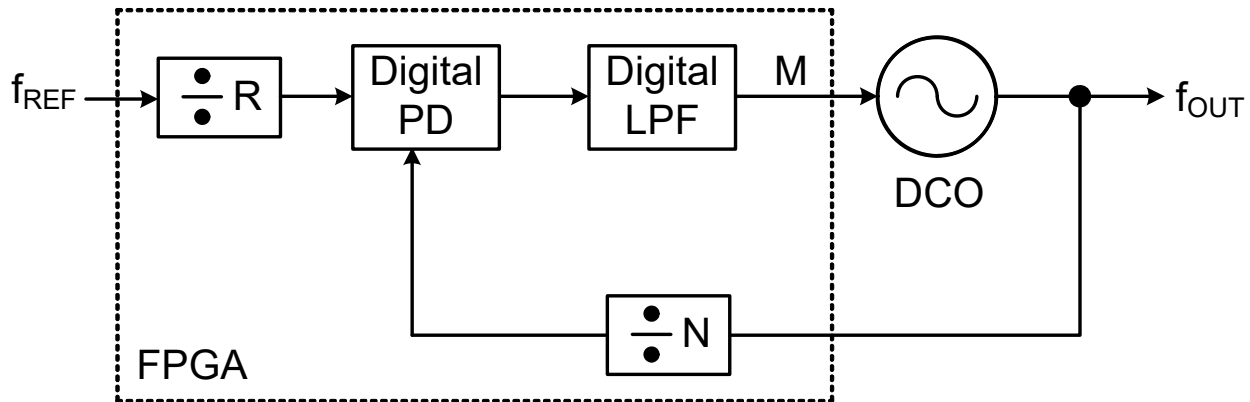 f_REF
÷ R
Digital
PD
Digital
LPF
M
DCO
f_OUT
÷ N
FPGA